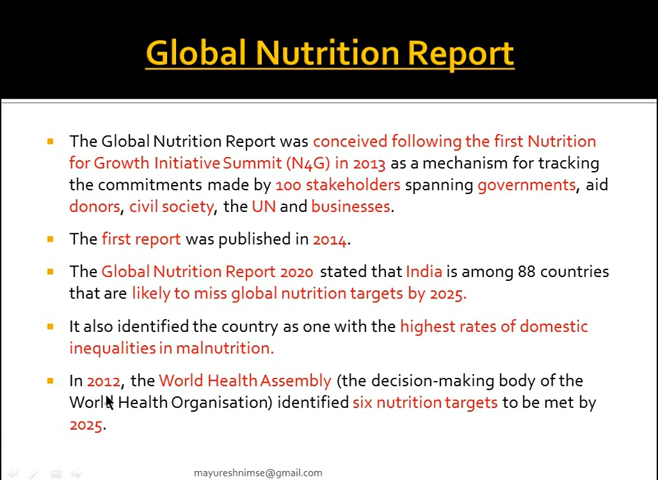 Global Nutrition Report
The Global Nutrition Report was conceived following the first Nutrition
for Growth Initiative Summit (N4G) in 2013 as a mechanism for tracking
the commitments made by 100 stakeholders spanning governments, aid
donors, civil society, the UN and businesses.
The first report was published in 2014.
The Global Nutrition Report 2020 stated that India is among 88 countries
that are likely to miss global nutrition targets by 2025.
It also identified the country as one with the highest rates of domestic
inequalities in malnutrition.
In 2012, the World Health Assembly (the decision-making body of the
World Health Organisation) identified six nutrition targets to be met by
2025.
mayureshnimse@gmail.com